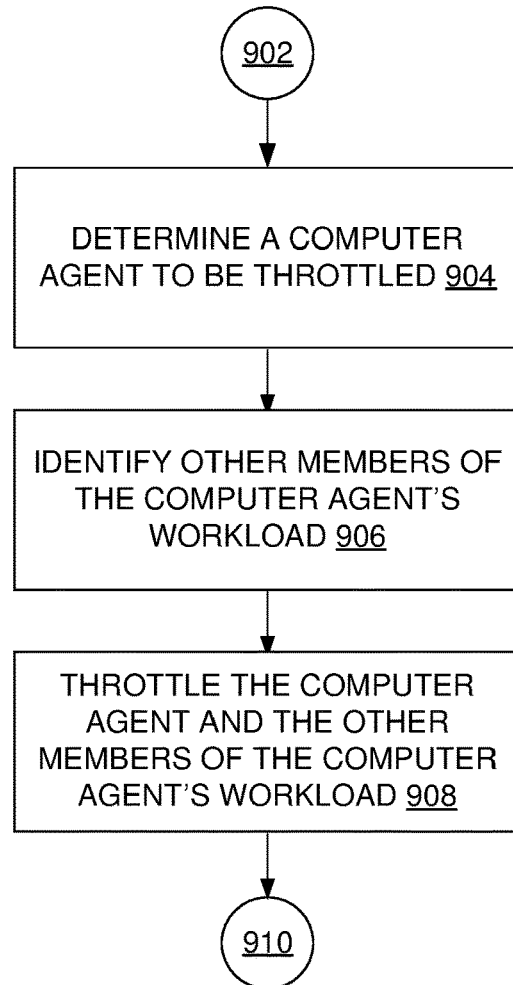 902
DETERMINE A COMPUTER
AGENT TO BE THROTTLED 904
IDENTIFY OTHER MEMBERS OF
THE COMPUTER AGENT'S
WORKLOAD 906
THROTTLE THE COMPUTER
AGENT AND THE OTHER
MEMBERS OF THE COMPUTER
AGENT'S WORKLOAD 908
910